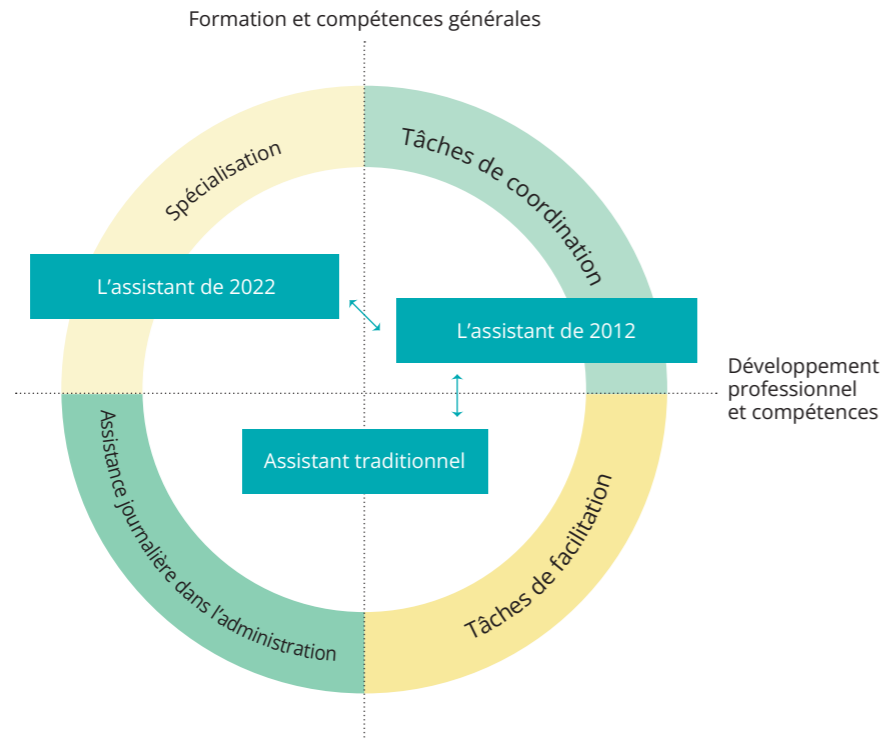 Formation et compétences générales
Spécialisation
Tâches de coordination
L'assistant de 2022
L'assistant de 2012
Développement
professionnel
et compétences
Assistant traditionnel
Assistance journalière dans l'administration
Tâches de facilitation